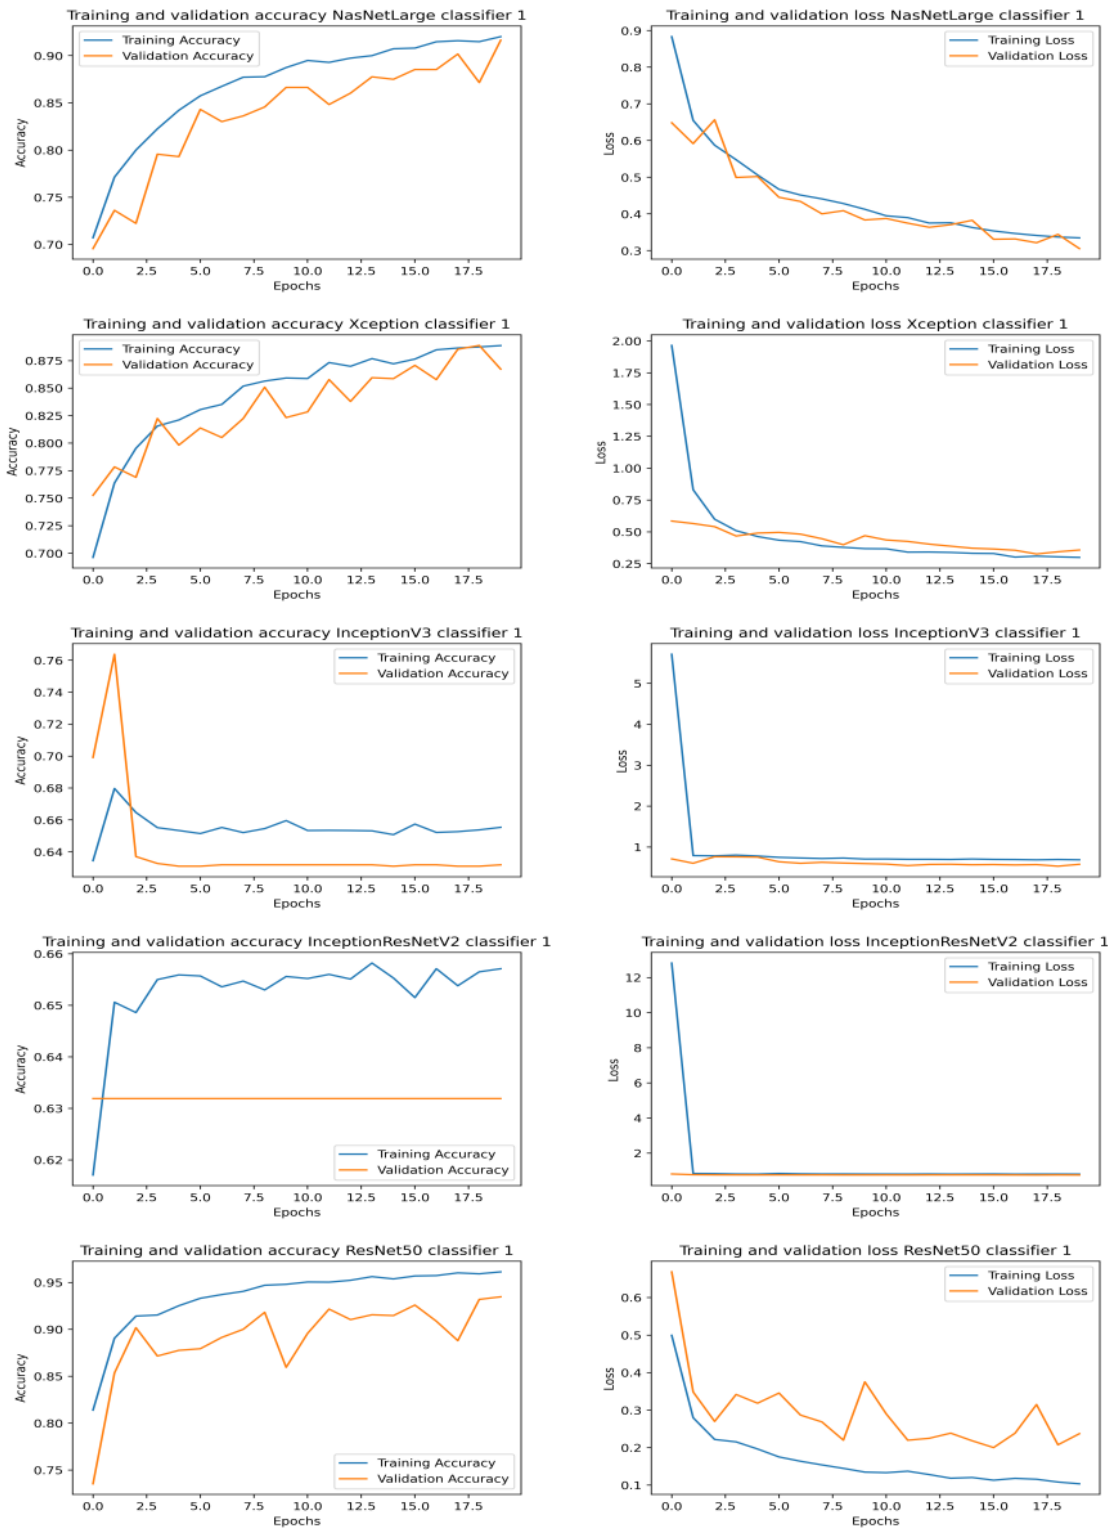 Training and validation accuracy NasNetLarge classifier 1
Training Accuracy
Validation Accuracy
Accuracy
0.90
0.85
0.80
0.75
0.70
0.0 2.5 5.0 7.5 10.0 12.5 15.0 17.5
Epochs
Training and validation loss NasNetLarge classifier 1
Training Loss
Validation Loss
Loss
0.9
0.8
0.7
0.6
0.5
0.4
0.3
0.0 2.5 5.0 7.5 10.0 12.5 15.0 17.5
Epochs
Training and validation accuracy Xception classifier 1
Training Accuracy
Validation Accuracy
Accuracy
0.875
0.850
0.825
0.800
0.775
0.750
0.725
0.700
0.0 2.5 5.0 7.5 10.0 12.5 15.0 17.5
Epochs
Training and validation loss Xception classifier 1
Training Loss
Validation Loss
Loss
2.00
1.75
1.50
1.25
1.00
0.75
0.50
0.25
0.0 2.5 5.0 7.5 10.0 12.5 15.0 17.5
Epochs
Training and validation accuracy InceptionV3 classifier 1
Training Accuracy
Validation Accuracy
Accuracy
0.76
0.74
0.72
0.70
0.68
0.66
0.64
0.0 2.5 5.0 7.5 10.0 12.5 15.0 17.5
Epochs
Training and validation loss InceptionV3 classifier 1
Training Loss
Validation Loss
Loss
5
4
3
2
1
0.0 2.5 5.0 7.5 10.0 12.5 15.0 17.5
Epochs
Training and validation accuracy InceptionResNetV2 classifier 1
Training Accuracy
Validation Accuracy
Accuracy
0.66
0.65
0.64
0.63
0.62
0.0 2.5 5.0 7.5 10.0 12.5 15.0 17.5
Epochs
Training and validation loss InceptionResNetV2 classifier 1
Training Loss
Validation Loss
Loss
12
10
8
6
4
2
0.0 2.5 5.0 7.5 10.0 12.5 15.0 17.5
Epochs
Training and validation accuracy ResNet50 classifier 1
Training Accuracy
Validation Accuracy
Accuracy
0.95
0.90
0.85
0.80
0.75
0.0 2.5 5.0 7.5 10.0 12.5 15.0 17.5
Epochs
Training and validation loss ResNet50 classifier 1
Training Loss
Validation Loss
Loss
0.6
0.5
0.4
0.3
0.2
0.1
0.0 2.5 5.0 7.5 10.0 12.5 15.0 17.5
Epochs